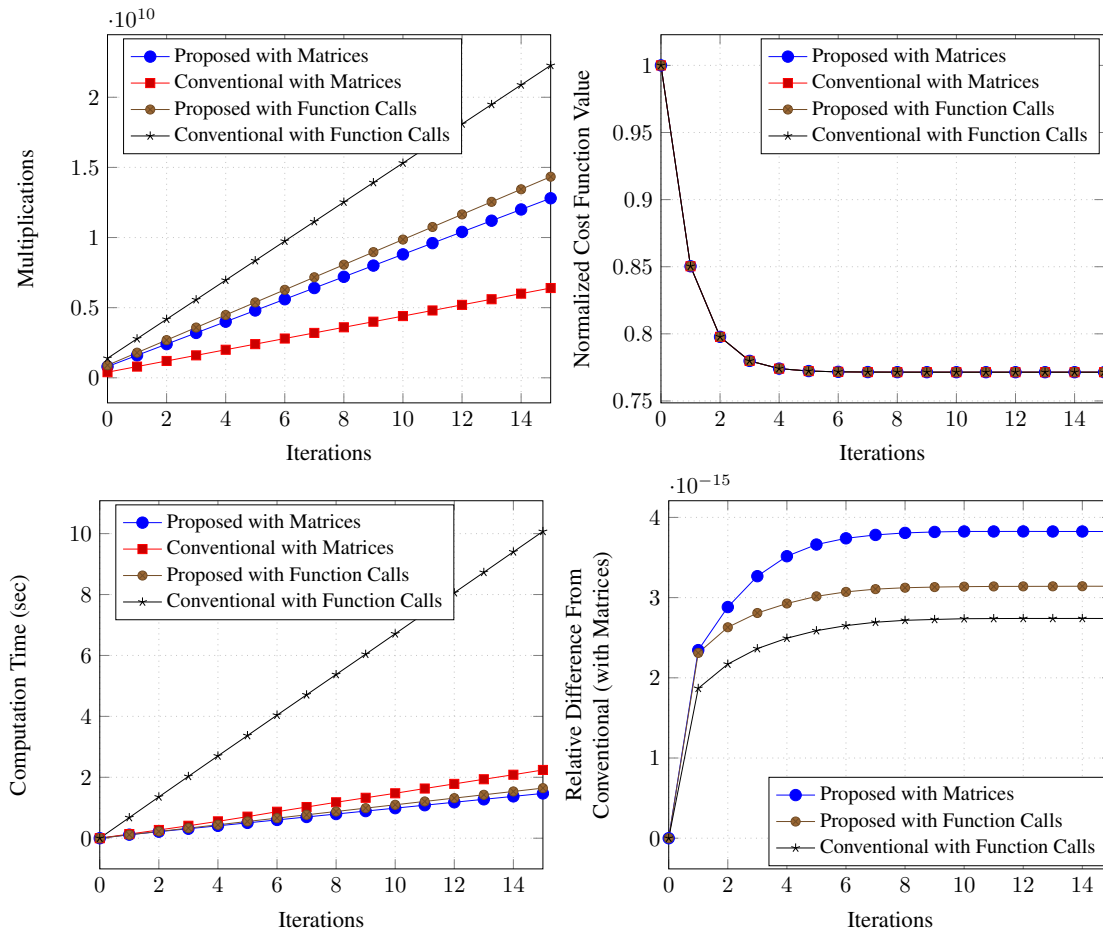 ·10^10
Multiplications
2
1.5
1
0.5
0
Proposed with Matrices
Conventional with Matrices
Proposed with Function Calls
Conventional with Function Calls
0 2 4 6 8 10 12 14
Iterations
Normalized Cost Function Value
1
0.95
0.9
0.85
0.8
0.75
Proposed with Matrices
Conventional with Matrices
Proposed with Function Calls
Conventional with Function Calls
0 2 4 6 8 10 12 14
Iterations
Computation Time (sec)
10
8
6
4
2
0
Proposed with Matrices
Conventional with Matrices
Proposed with Function Calls
Conventional with Function Calls
0 2 4 6 8 10 12 14
Iterations
·10^−15
Relative Difference From
Conventional (with Matrices)
4
3
2
1
0
Proposed with Matrices
Proposed with Function Calls
Conventional with Function Calls
0 2 4 6 8 10 12 14
Iterations